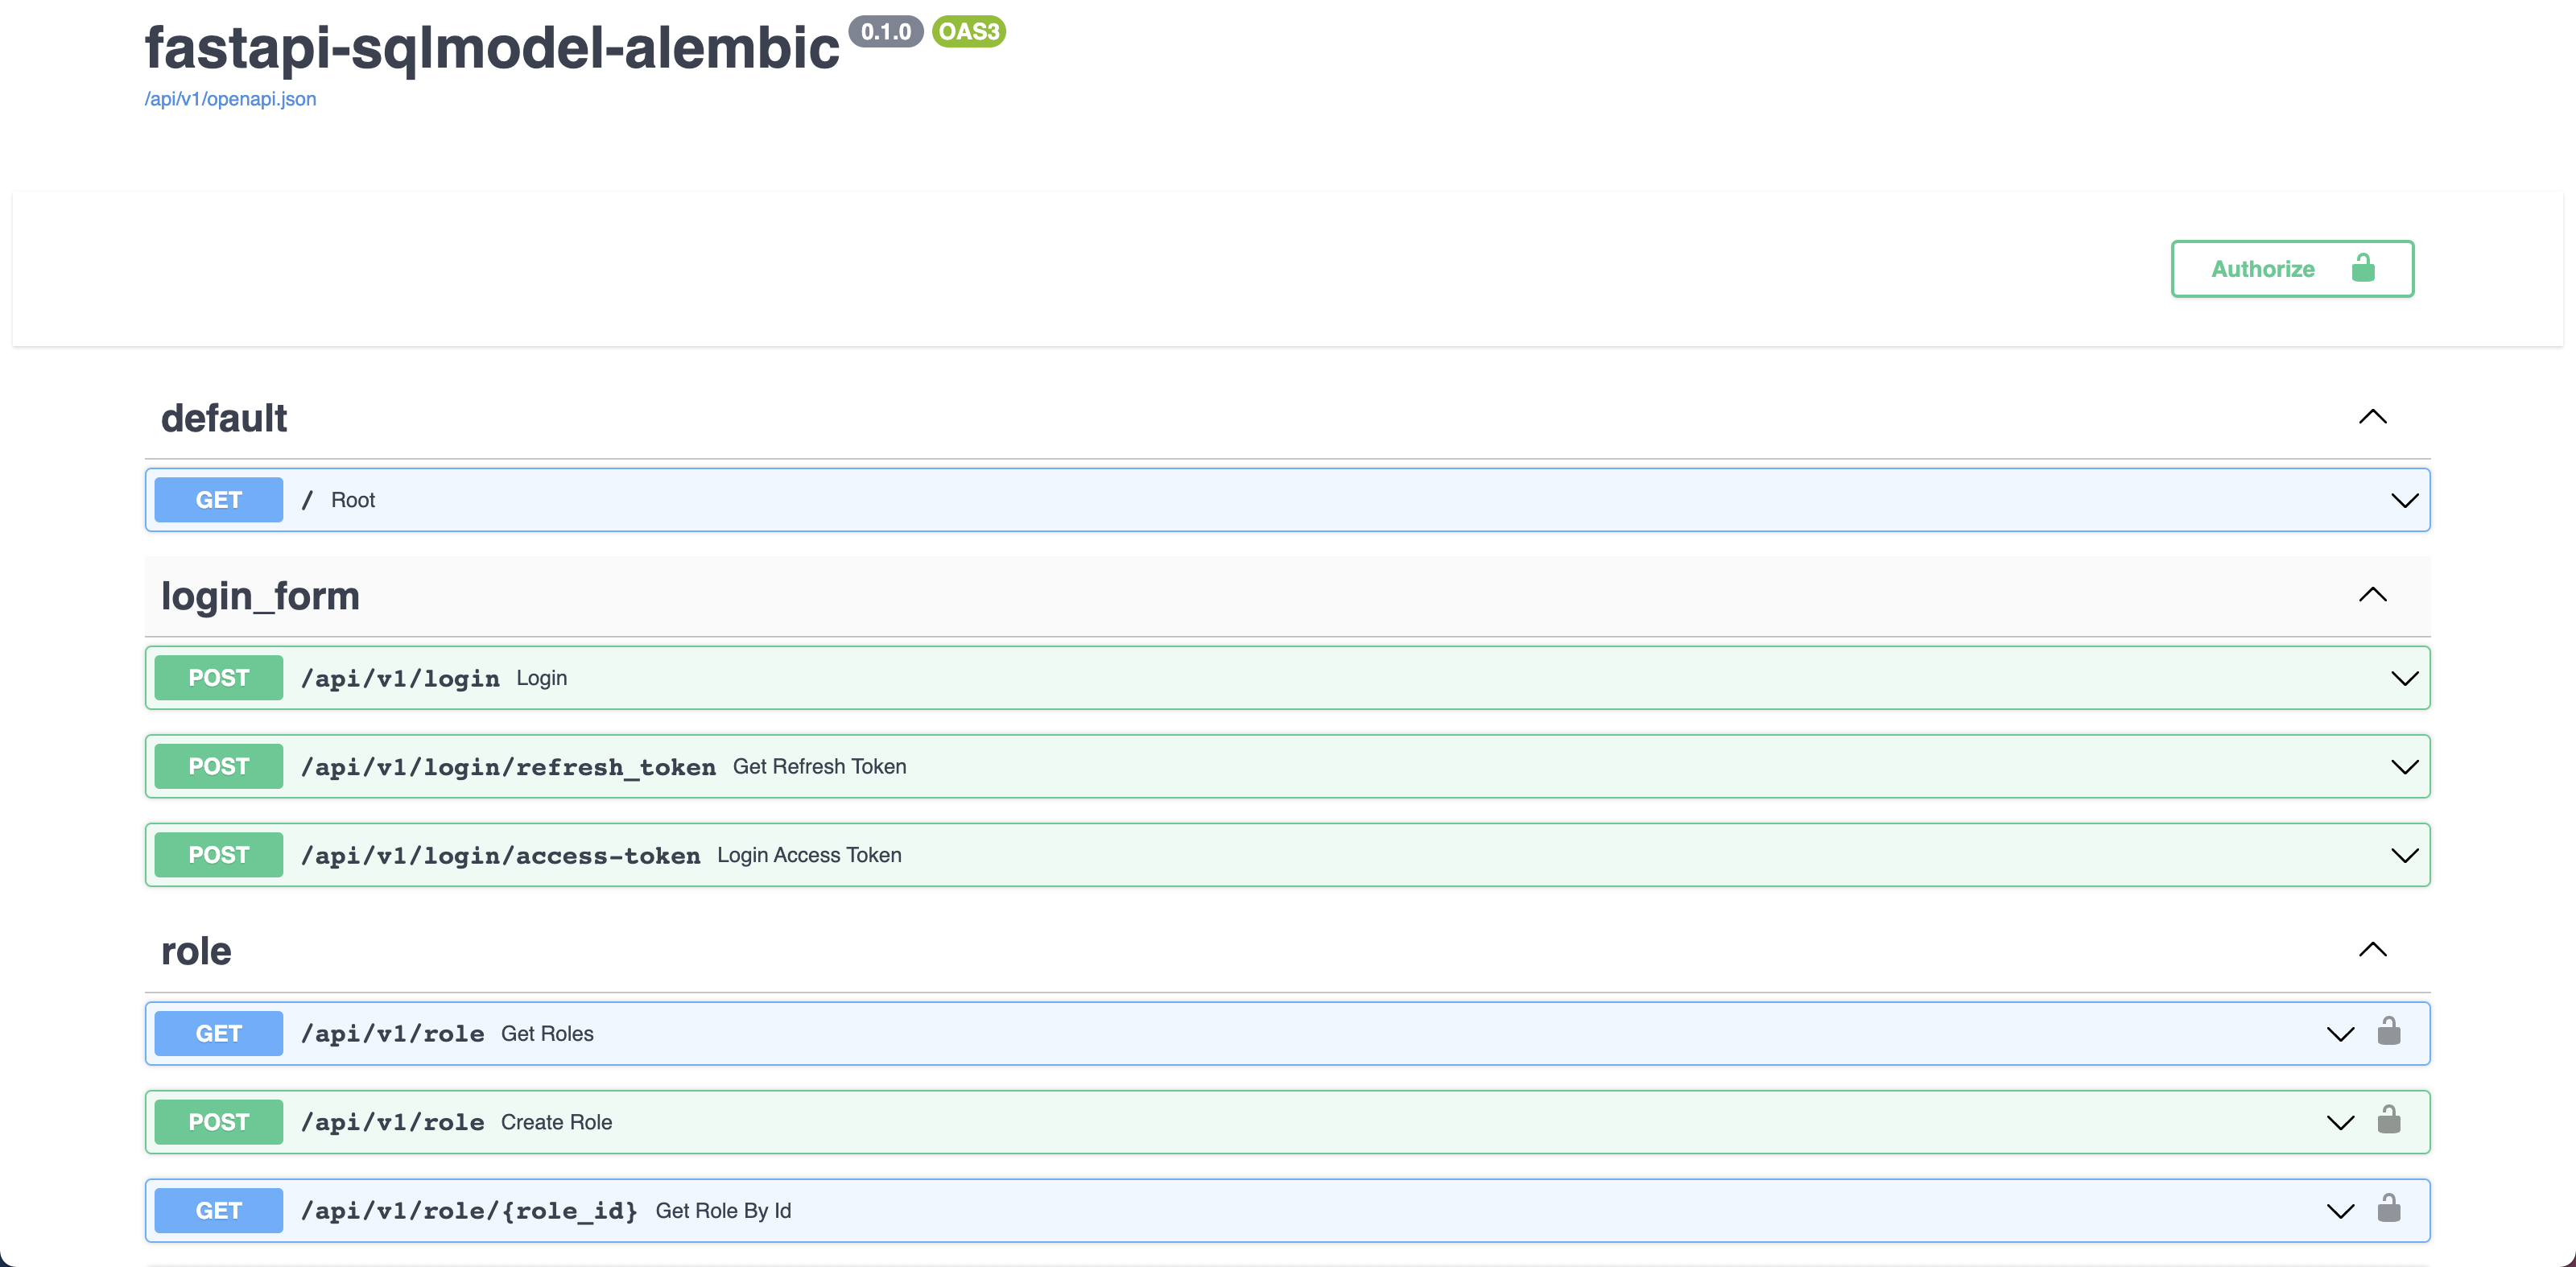 fastapi-sqlmodel-alembic 0.1.0 OAS3
/api/v1/openapi.json
Authorize
default
GET / Root
login_form
POST /api/v1/login Login
POST /api/v1/login/refresh_token Get Refresh Token
POST /api/v1/login/access-token Login Access Token
role
GET /api/v1/role Get Roles
POST /api/v1/role Create Role
GET /api/v1/role/{role_id} Get Role By Id